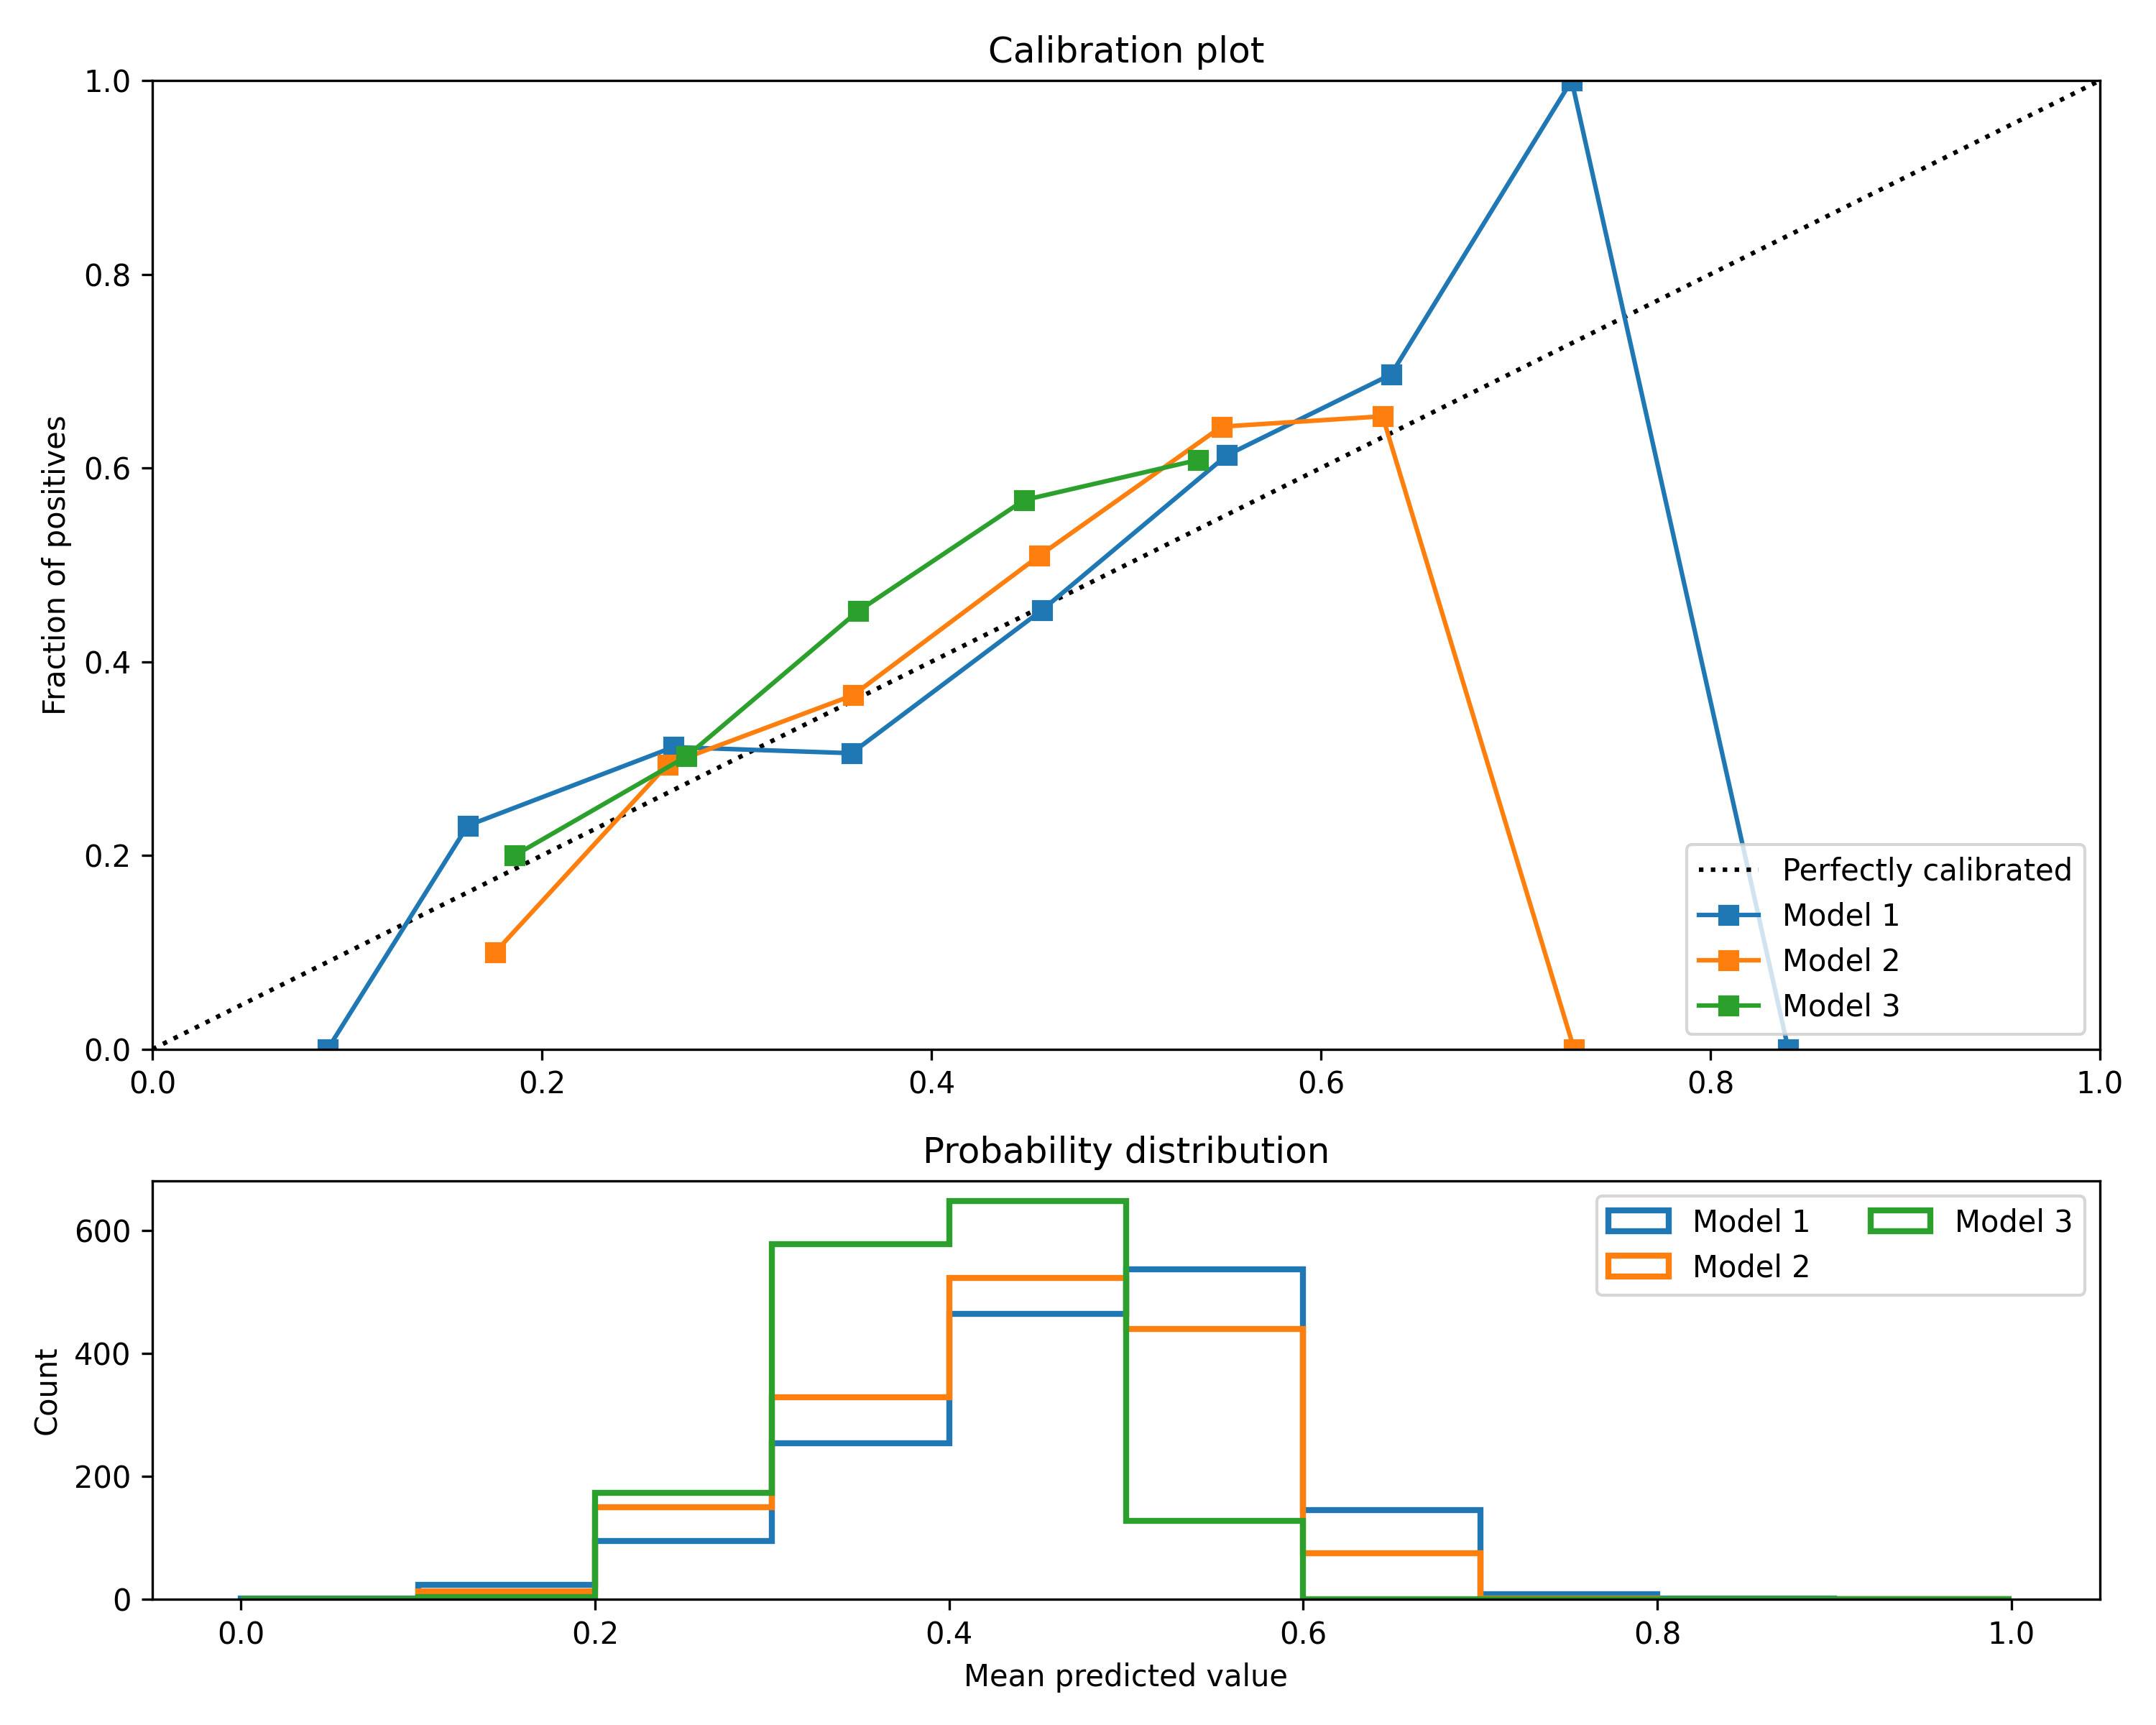 Calibration plot
1.0
0.8
0.6
0.4
0.2
0.0
Fraction of positives
0.0 0.2 0.4 0.6 0.8 1.0
Perfectly calibrated
Model 1
Model 2
Model 3
Probability distribution
600
400
200
0
Count
Model 1 Model 3
Model 2
0.0 0.2 0.4 0.6 0.8 1.0
Mean predicted value